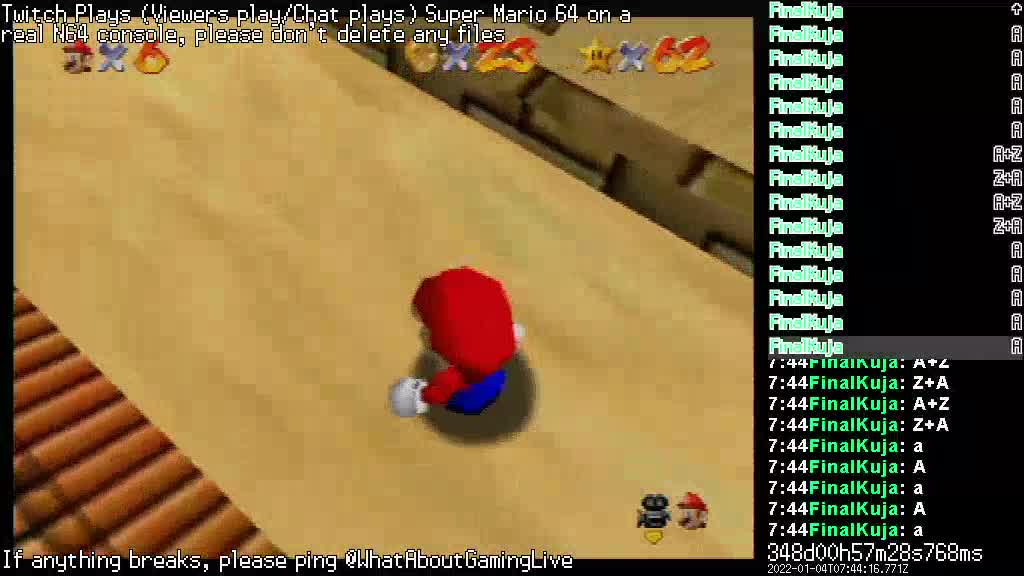 Twitch Plays (Viewers play/Chat plays) Super Mario 64 on a
real N64 console, please don't delete any files
x 6
x 23
x 62
If anything breaks, please ping @WhatAboutGamingLive
FinalKuja ↑
FinalKuja A
FinalKuja A
FinalKuja A
FinalKuja A
FinalKuja A
FinalKuja A+Z
FinalKuja Z+A
FinalKuja A+Z
FinalKuja Z+A
FinalKuja A
FinalKuja A
FinalKuja A
FinalKuja A
FinalKuja A
7:44FinalKuja: A+Z
7:44FinalKuja: Z+A
7:44FinalKuja: A+Z
7:44FinalKuja: Z+A
7:44FinalKuja: a
7:44FinalKuja: A
7:44FinalKuja: a
7:44FinalKuja: A
7:44FinalKuja: a
348d00h57m28s768ms
2022-01-04T07:44:16.771Z